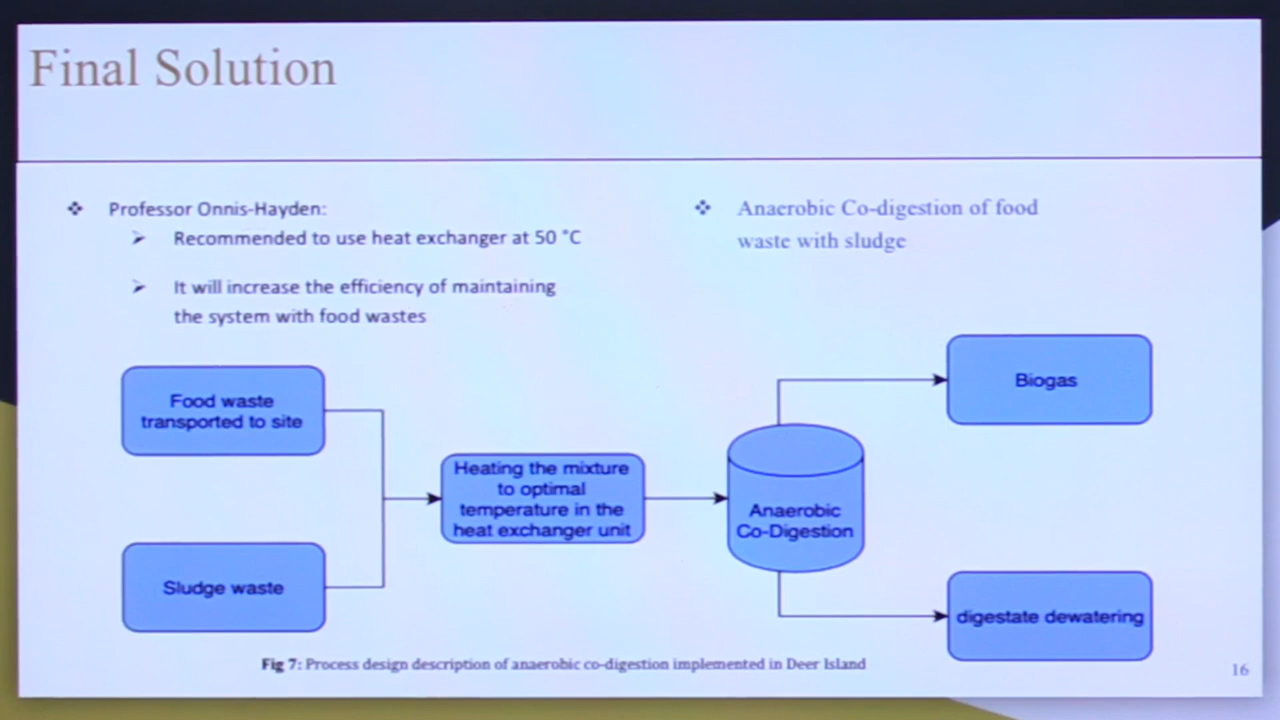 Final Solution
Professor Onnis-Hayden:
Recommended to use heat exchanger at 50 °C
It will increase the efficiency of maintaining
the system with food wastes
Anaerobic Co-digestion of food
waste with sludge
Food waste
transported to site
Sludge waste
Heating the mixture
to optimal
temperature in the
heat exchanger unit
Anaerobic
Co-Digestion
Biogas
digestate dewatering
Fig 7: Process design description of anaerobic co-digestion implemented in Deer Island
16